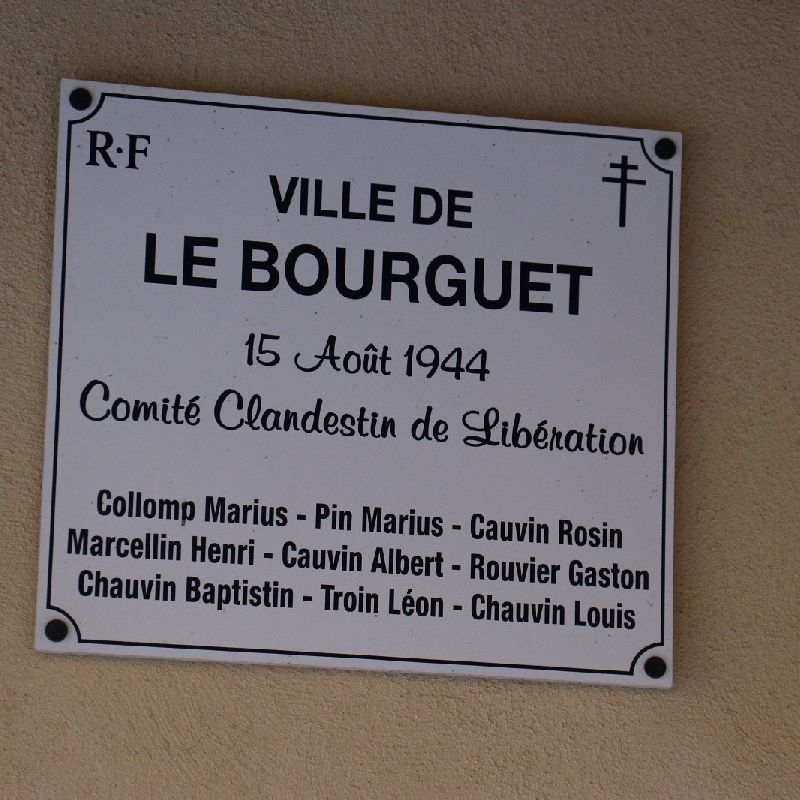 R·F
VILLE DE
LE BOURGUET
15 Août 1944
Comité Clandestin de Libération
Collomp Marius - Pin Marius - Cauvin Rosin
Marcellin Henri - Cauvin Albert - Rouvier Gaston
Chauvin Baptistin - Troin Léon - Chauvin Louis